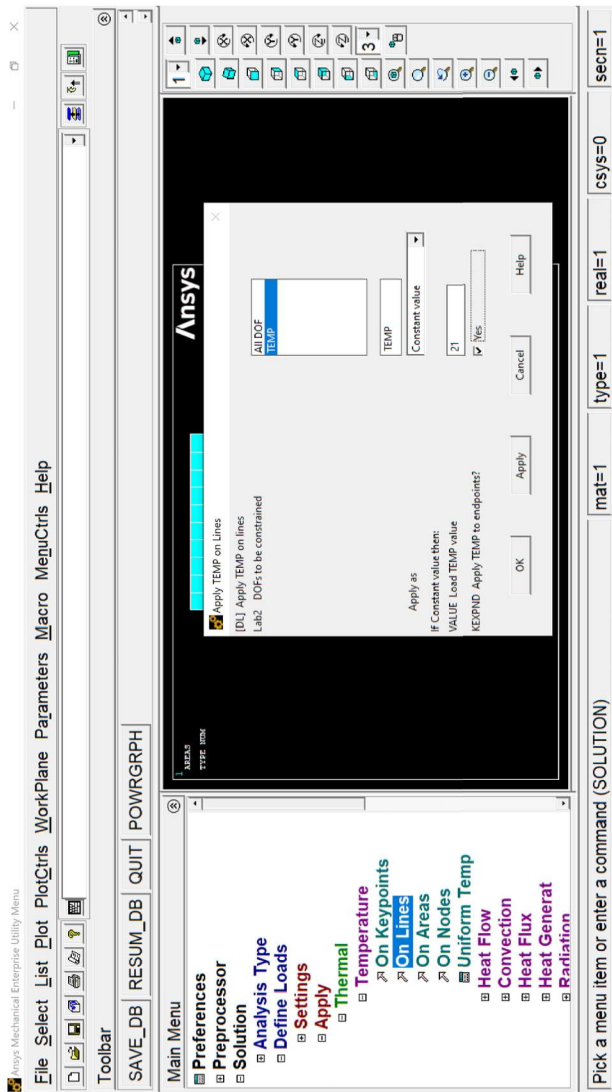 Ansys Mechanical Enterprise Utility Menu
File Select List Plot PlotCtrls WorkPlane Parameters Macro MenuCtrls Help
Toolbar
SAVE_DB RESUM_DB QUIT POWRGRPH
Main Menu
Preferences
Preprocessor
Solution
Analysis Type
Define Loads
Settings
Apply
Thermal
Temperature
On Keypoints
On Lines
On Areas
On Nodes
Uniform Temp
Heat Flow
Convection
Heat Flux
Heat Generat
Radiation
1
AREAS
TYPE NUM
Ansys
Apply TEMP on Lines
[DL] Apply TEMP on lines
Lab2 DOFs to be constrained
All DOF
TEMP
TEMP
Apply as
Constant value
If Constant value then:
VALUE Load TEMP value
21
KEXPND Apply TEMP to endpoints?
Yes
OK Apply Cancel Help
1
3
Pick a menu item or enter a command (SOLUTION) mat=1 type=1 real=1 csys=0 secn=1